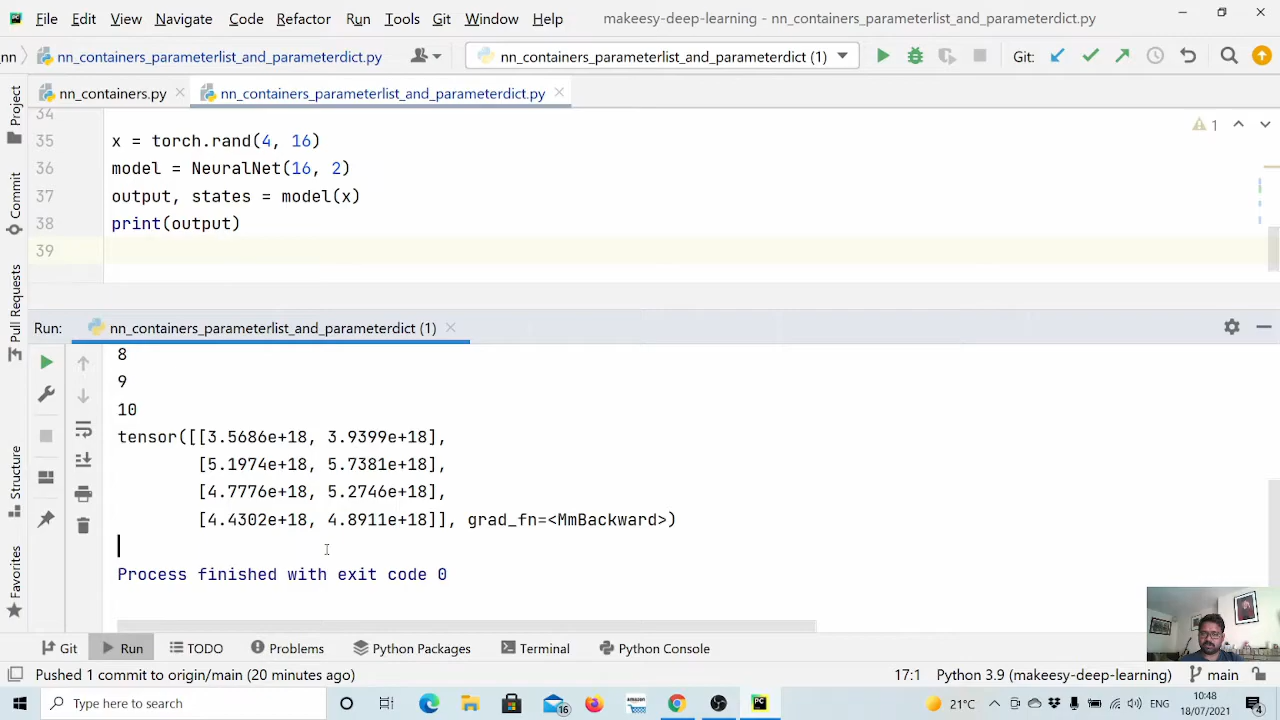 File Edit View Navigate Code Refactor Run Tools Git Window Help makeesy-deep-learning - nn_containers_parameterlist_and_parameterdict.py
nn nn_containers_parameterlist_and_parameterdict.py nn_containers_parameterlist_and_parameterdict (1) Git:
nn_containers.py nn_containers_parameterlist_and_parameterdict.py
Project
Commit
Pull Requests
Structure
Favorites
34
35 x = torch.rand(4, 16) 1
36 model = NeuralNet(16, 2)
37 output, states = model(x)
38 print(output)
39
Run: nn_containers_parameterlist_and_parameterdict (1)
8
9
10
tensor([[3.5686e+18, 3.9399e+18],
[5.1974e+18, 5.7381e+18],
[4.7776e+18, 5.2746e+18],
[4.4302e+18, 4.8911e+18]], grad_fn=<MmBackward>)
Process finished with exit code 0
Git Run TODO Problems Python Packages Terminal Python Console
Pushed 1 commit to origin/main (20 minutes ago) 17:1 Python 3.9 (makeesy-deep-learning) main
Type here to search 16 amazon PC 21°C ENG 10:48 18/07/2021 4